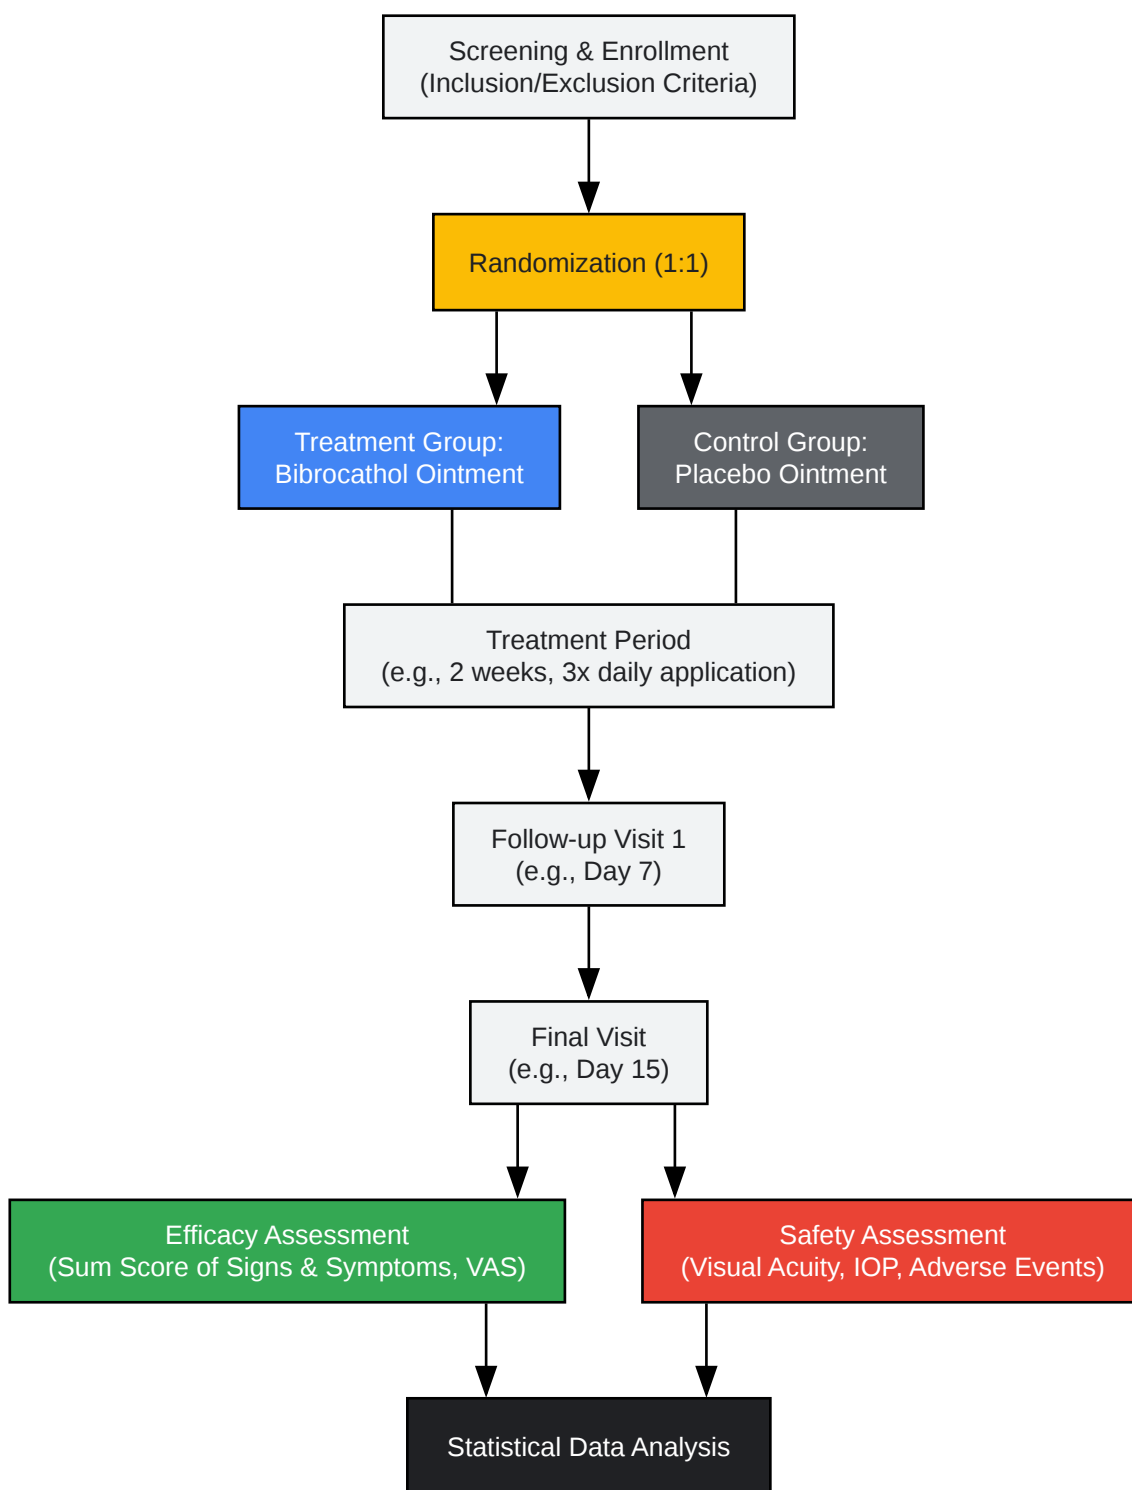 Screening & Enrollment
(Inclusion/Exclusion Criteria)
Randomization (1:1)
Treatment Group:
Bibrocathol Ointment
Control Group:
Placebo Ointment
Treatment Period
(e.g., 2 weeks, 3x daily application)
Follow-up Visit 1
(e.g., Day 7)
Final Visit
(e.g., Day 15)
Efficacy Assessment
(Sum Score of Signs & Symptoms, VAS)
Safety Assessment
(Visual Acuity, IOP, Adverse Events)
Statistical Data Analysis